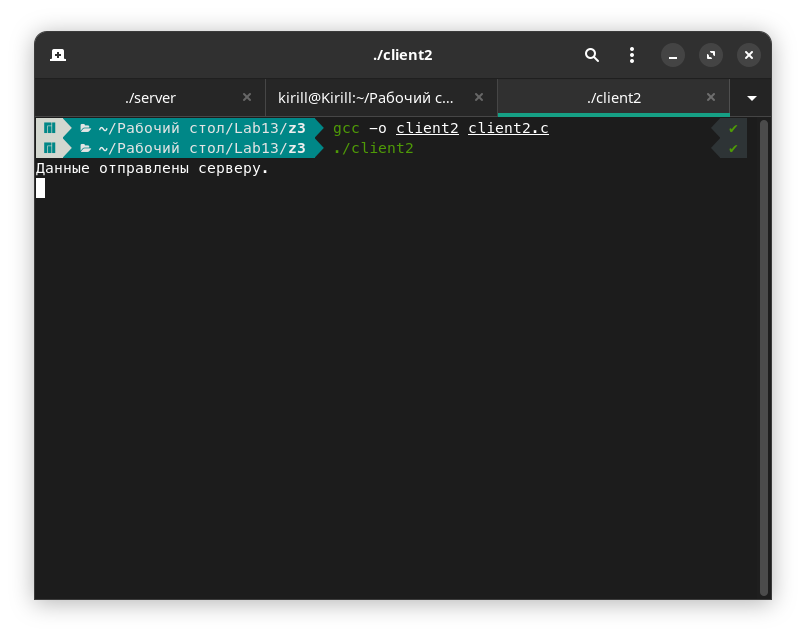 ./client2
./server
kirill@Kirill:~/Рабочий с...
./client2
~/Рабочий стол/Lab13/z3 gcc -o client2 client2.c ✔
~/Рабочий стол/Lab13/z3 ./client2 ✔
Данные отправлены серверу.